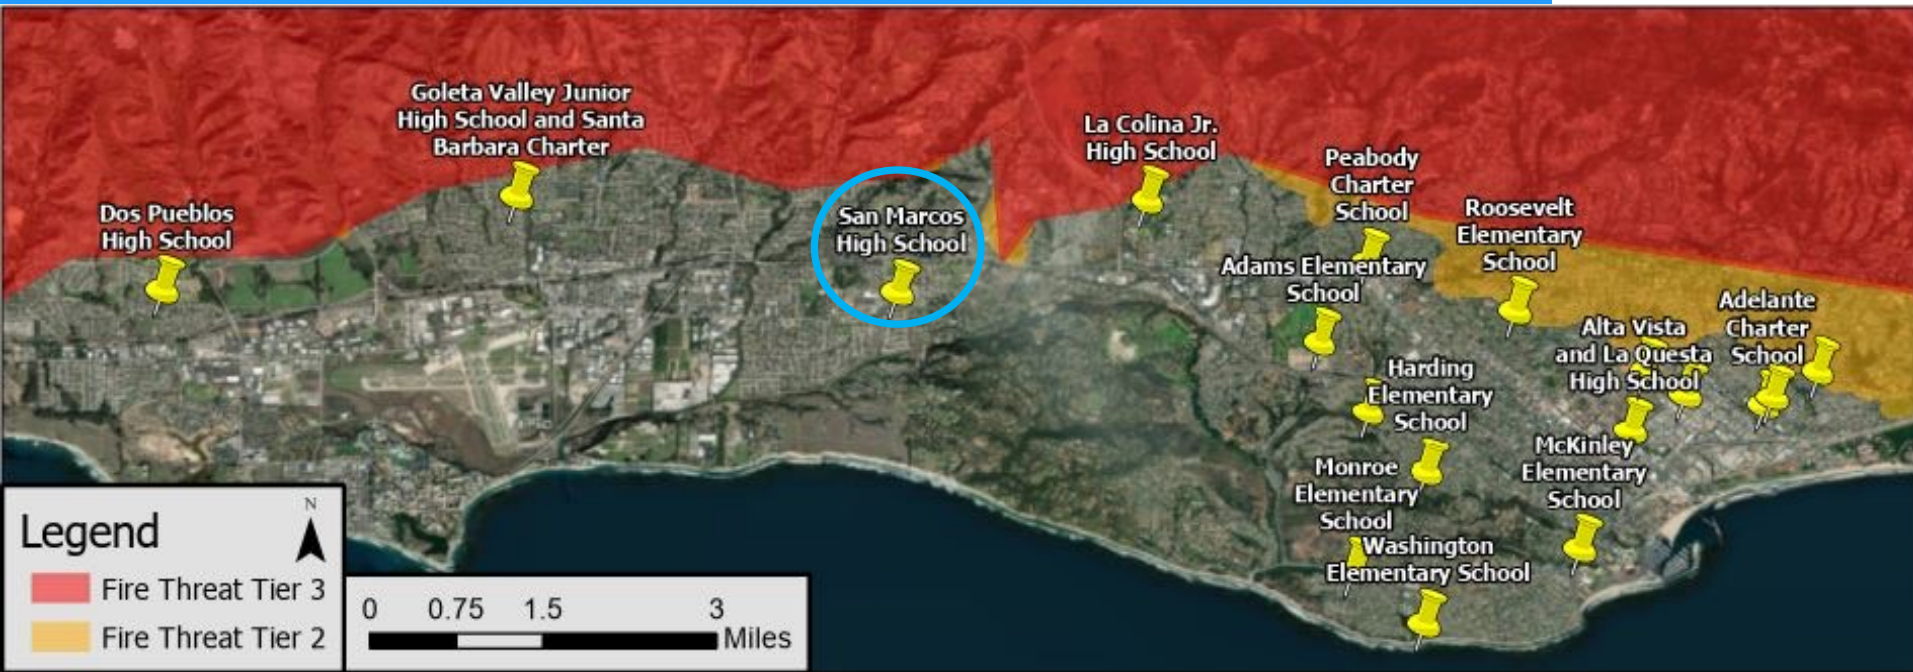 Goleta Valley Junior
High School and Santa
Barbara Charter
La Colina Jr.
High School
Peabody
Charter
School
Dos Pueblos
High School
San Marcos
High School
Roosevelt
Elementary
School
Adams Elementary
School
Adelante
Charter
School
Alta Vista
and La Questa
High School
Harding
Elementary
School
McKinley
Elementary
School
Monroe
Elementary
School
Washington
Elementary School
N
Legend
Fire Threat Tier 3
Fire Threat Tier 2
0 0.75 1.5 3
Miles